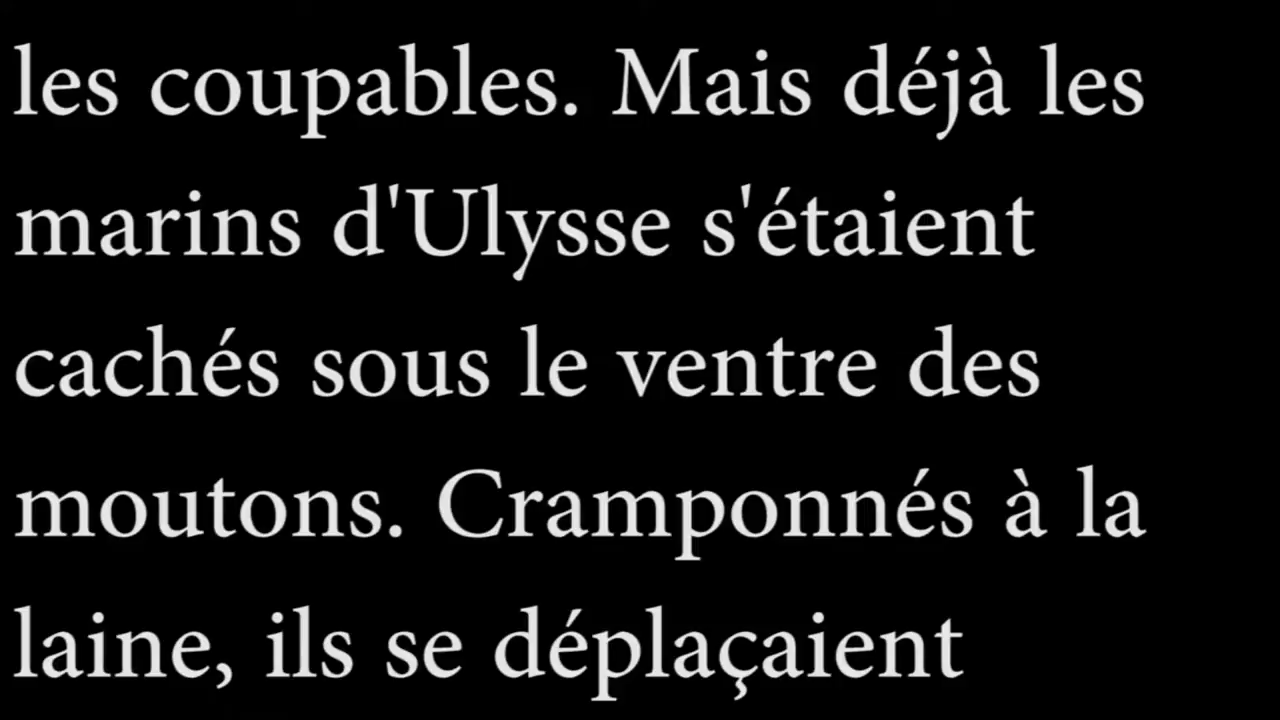 les coupables. Mais déjà les
marins d'Ulysse s'étaient
cachés sous le ventre des
moutons. Cramponnés à la
laine, ils se déplaçaient